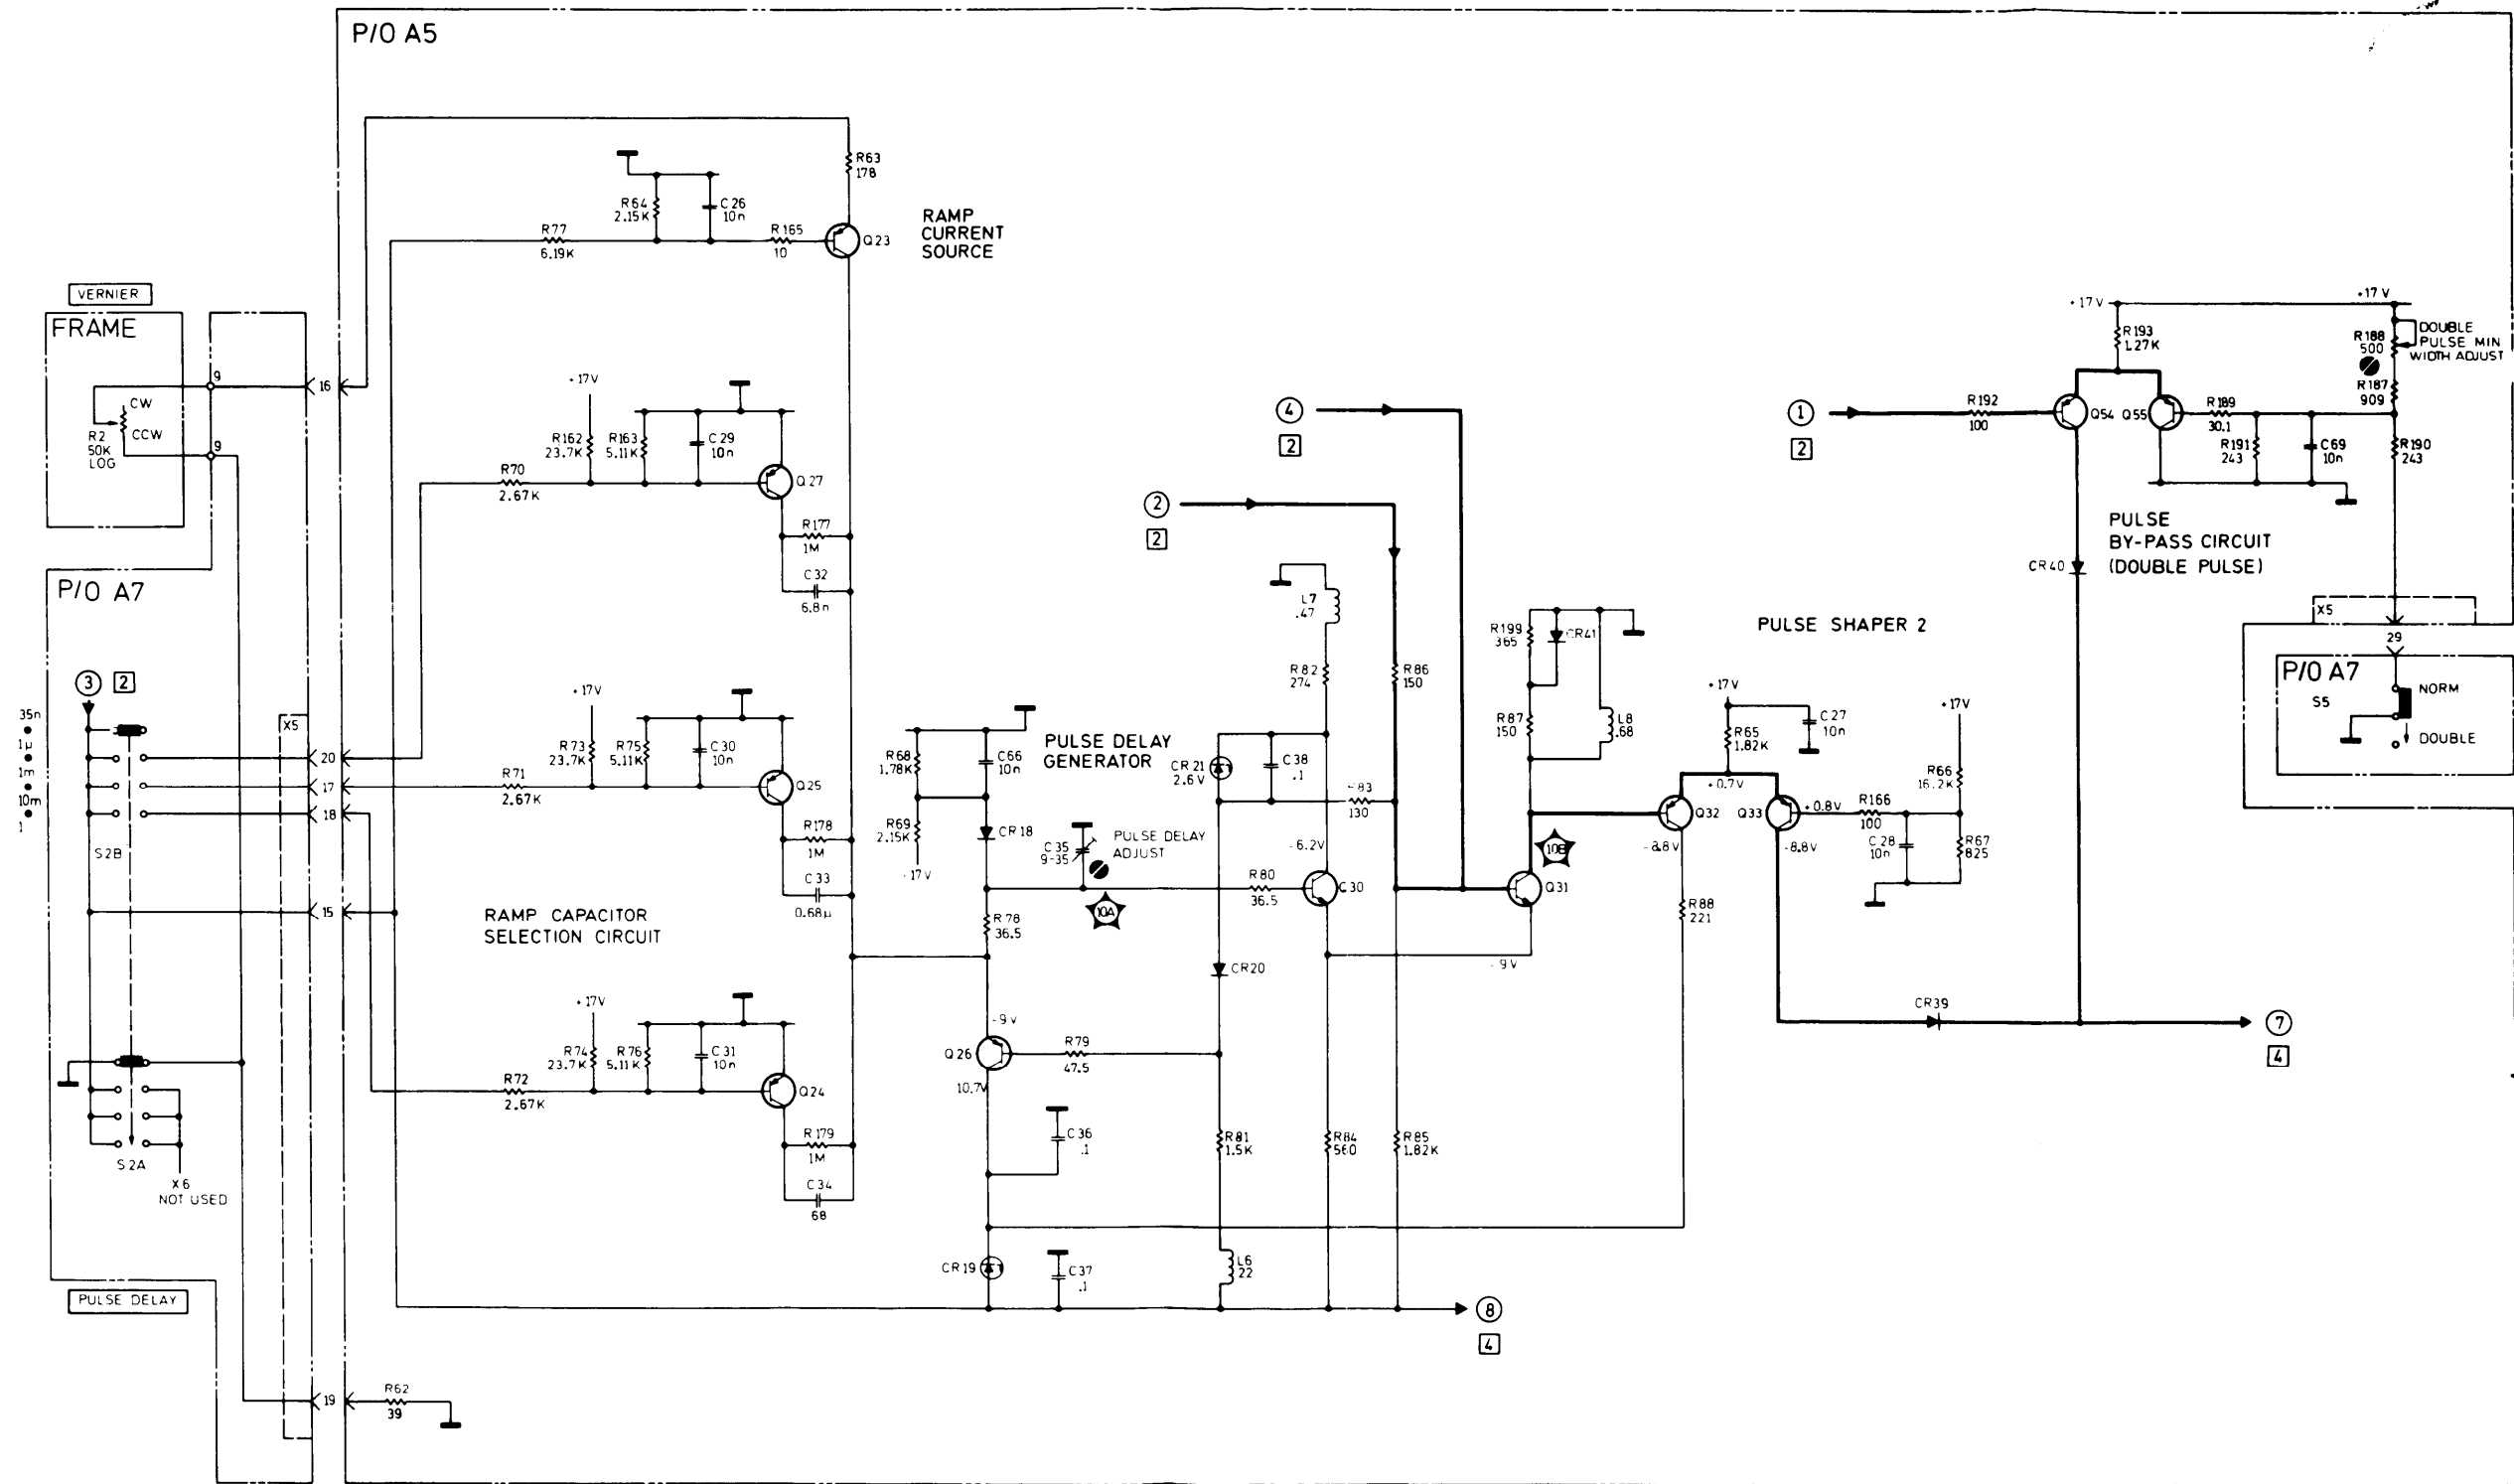 P/O A5
R63
178
R64
2.15K
C26
10n
R77
6.19K
R165
10
Q23
RAMP
CURRENT
SOURCE
VERNIER
FRAME
CW
CCW
R2
50K
LOG
9
9
16
+17V
R162
23.7K
R163
5.11K
C29
10n
R70
2.67K
Q27
R177
1M
C32
6.8n
4
2
2
2
1
2
R192
100
+17V
+17V
R193
1.27K
Q54
Q55
R188
500
DOUBLE
PULSE MIN
WIDTH ADJUST
R187
909
R189
30.1
R191
243
C69
10n
R190
243
PULSE
BY-PASS CIRCUIT
(DOUBLE PULSE)
CR40
X5
29
P/O A7
S5
NORM
DOUBLE
P/O A7
3
2
35n
1µ
1m
10m
1
S2B
X5
20
17
18
15
+17V
R73
23.7K
R75
5.11K
C30
10n
R71
2.67K
Q25
R178
1M
C33
0.68µ
RAMP CAPACITOR
SELECTION CIRCUIT
R68
1.78K
C66
10n
R69
2.15K
-17V
CR18
PULSE DELAY
GENERATOR
C35
9-35
PULSE DELAY
ADJUST
10A
R78
36.5
L7
.47
R82
274
CR21
2.6V
C38
.1
R86
150
-6.2V
130
R80
36.5
CR20
R199
365
CR41
R87
150
L8
.68
10B
Q31
-9V
PULSE SHAPER 2
+17V
R65
1.82K
C27
10n
+0.7V
Q32
Q33
-8.8V
-8.8V
+0.8V
R166
100
+17V
R66
16.2K
C28
10n
R67
825
R88
221
CR39
7
4
+17V
R74
23.7K
R76
5.11K
C31
10n
R72
2.67K
Q24
R179
1M
C34
68
-9V
Q26
R79
47.5
10.7V
C36
.1
R81
1.5K
R84
560
R85
1.82K
S2A
X6
NOT USED
CR19
C37
.1
L6
22
PULSE DELAY
8
4
19
R62
39